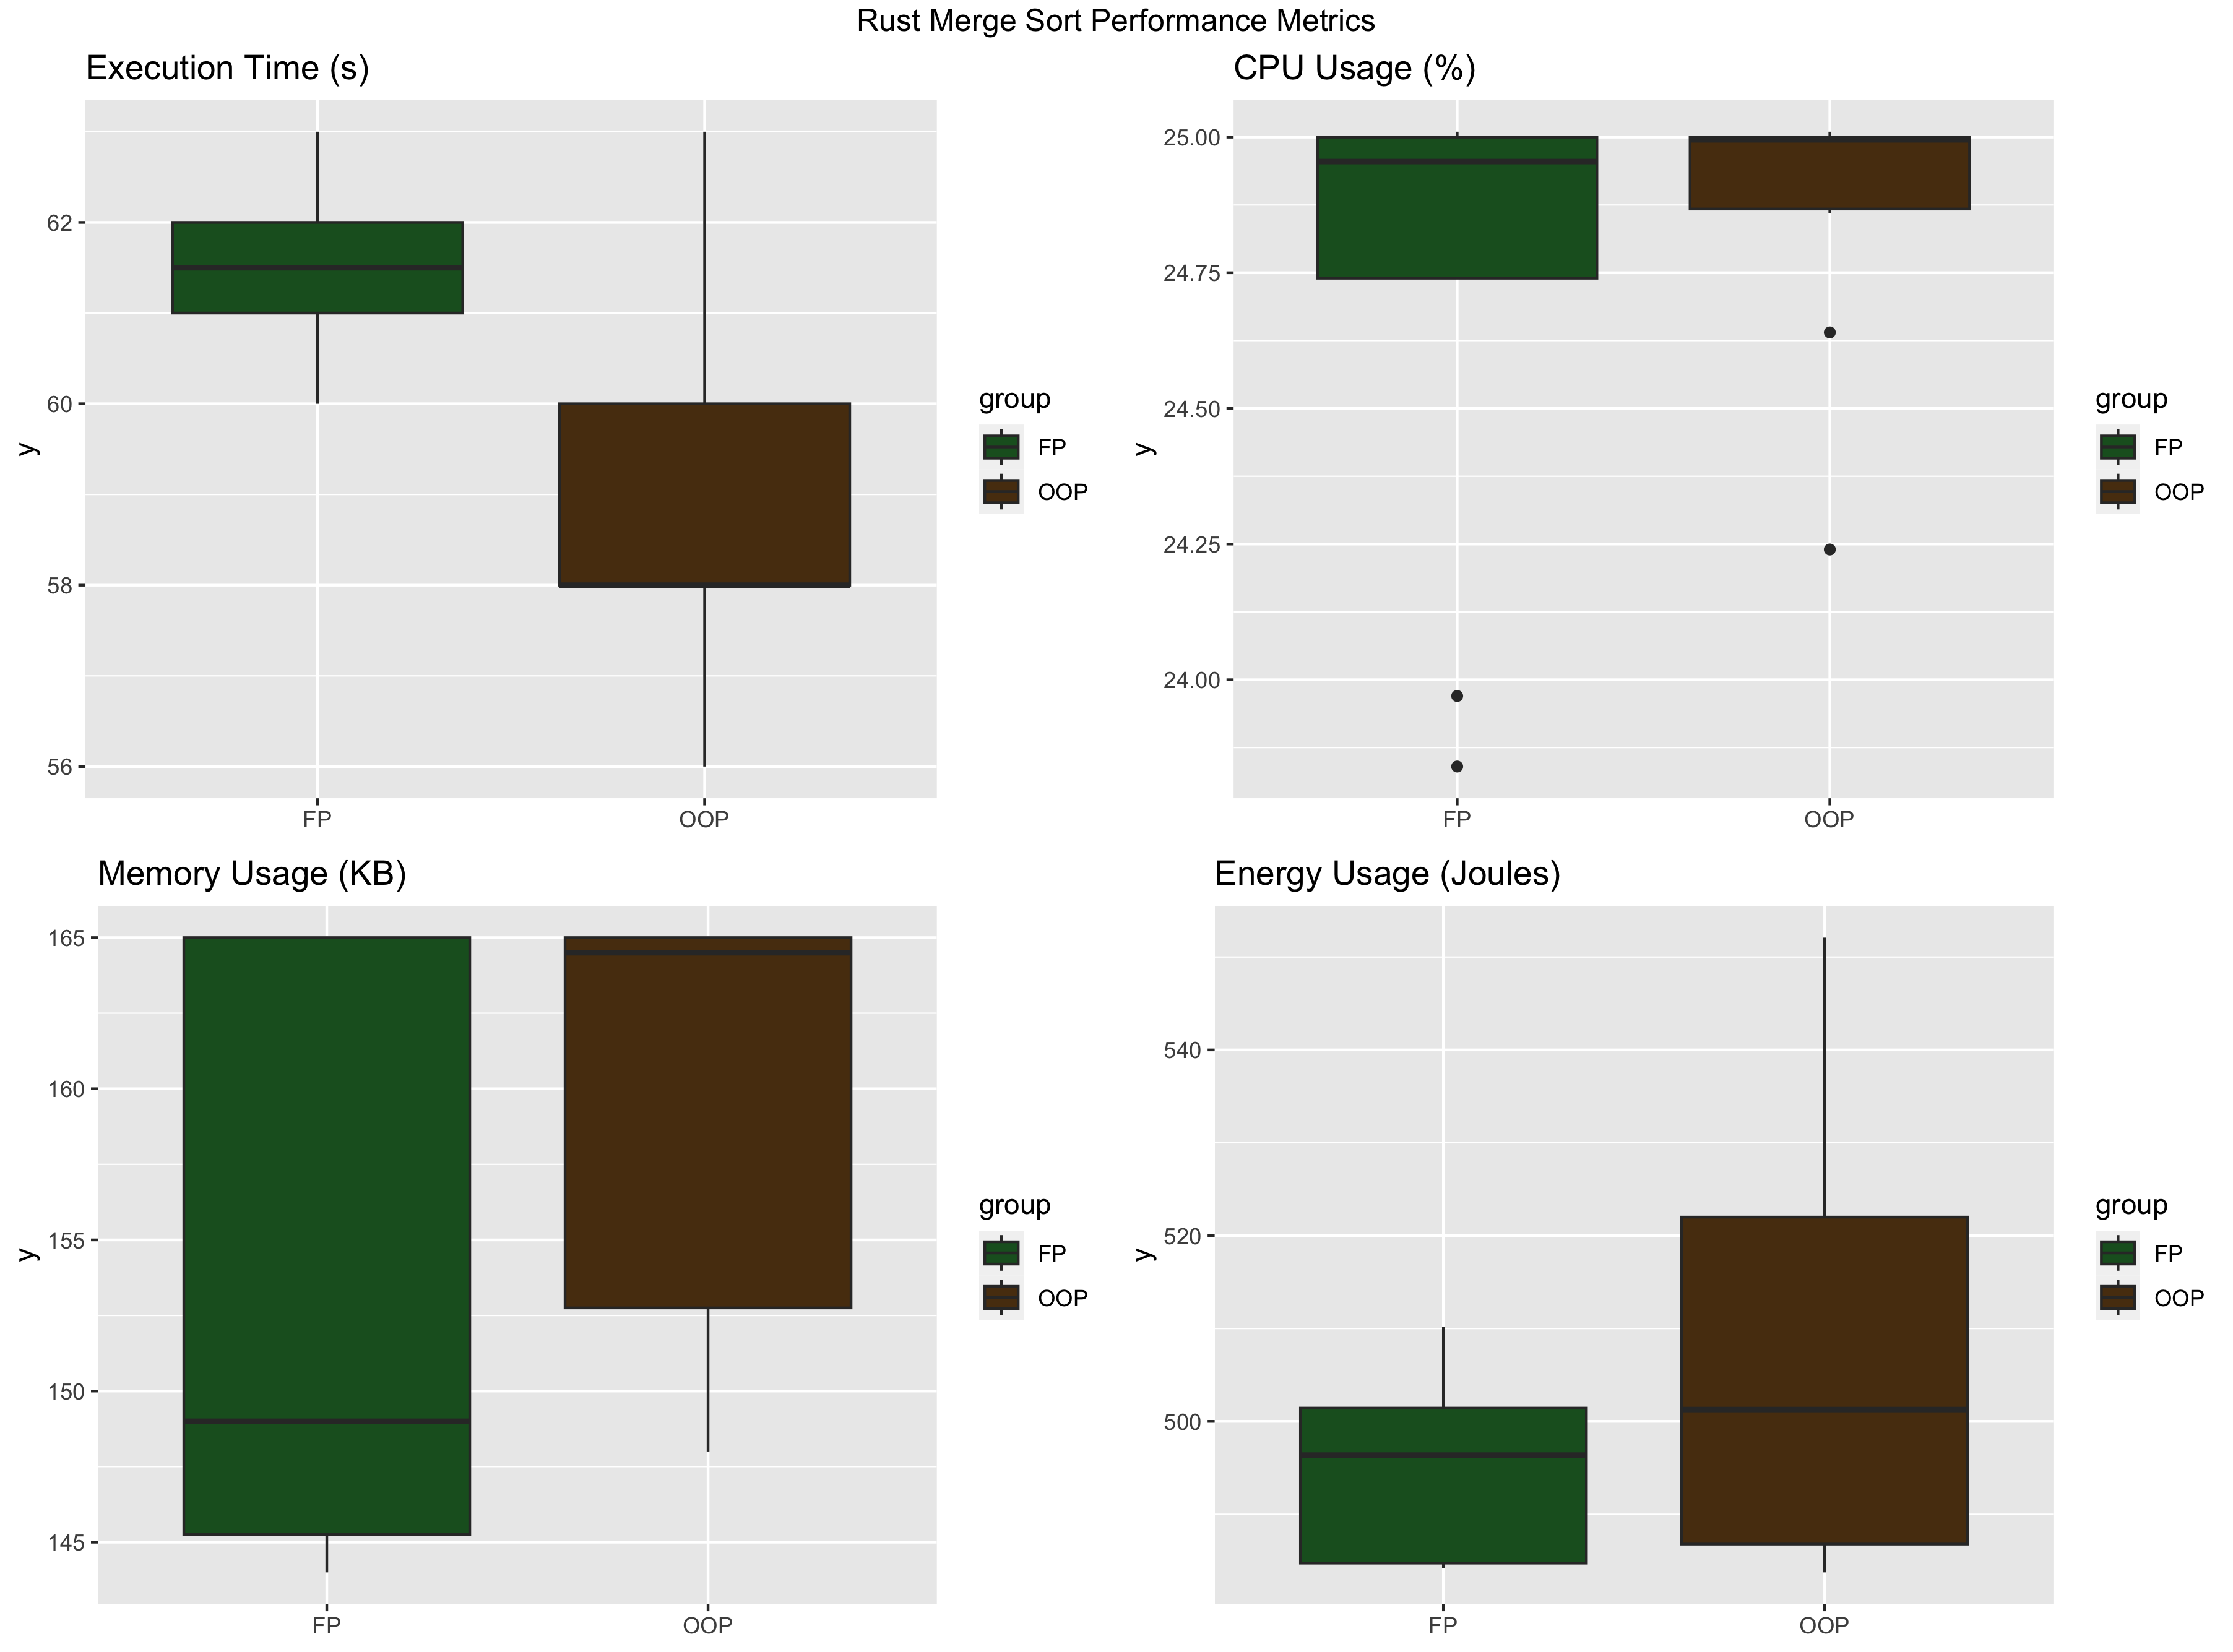 Rust Merge Sort Performance Metrics
Execution Time (s)
y
62
60
58
56
FP
OOP
group
FP
OOP
CPU Usage (%)
y
25.00
24.75
24.50
24.25
24.00
FP
OOP
group
FP
OOP
Memory Usage (KB)
y
165
160
155
150
145
FP
OOP
group
FP
OOP
Energy Usage (Joules)
y
540
520
500
FP
OOP
group
FP
OOP